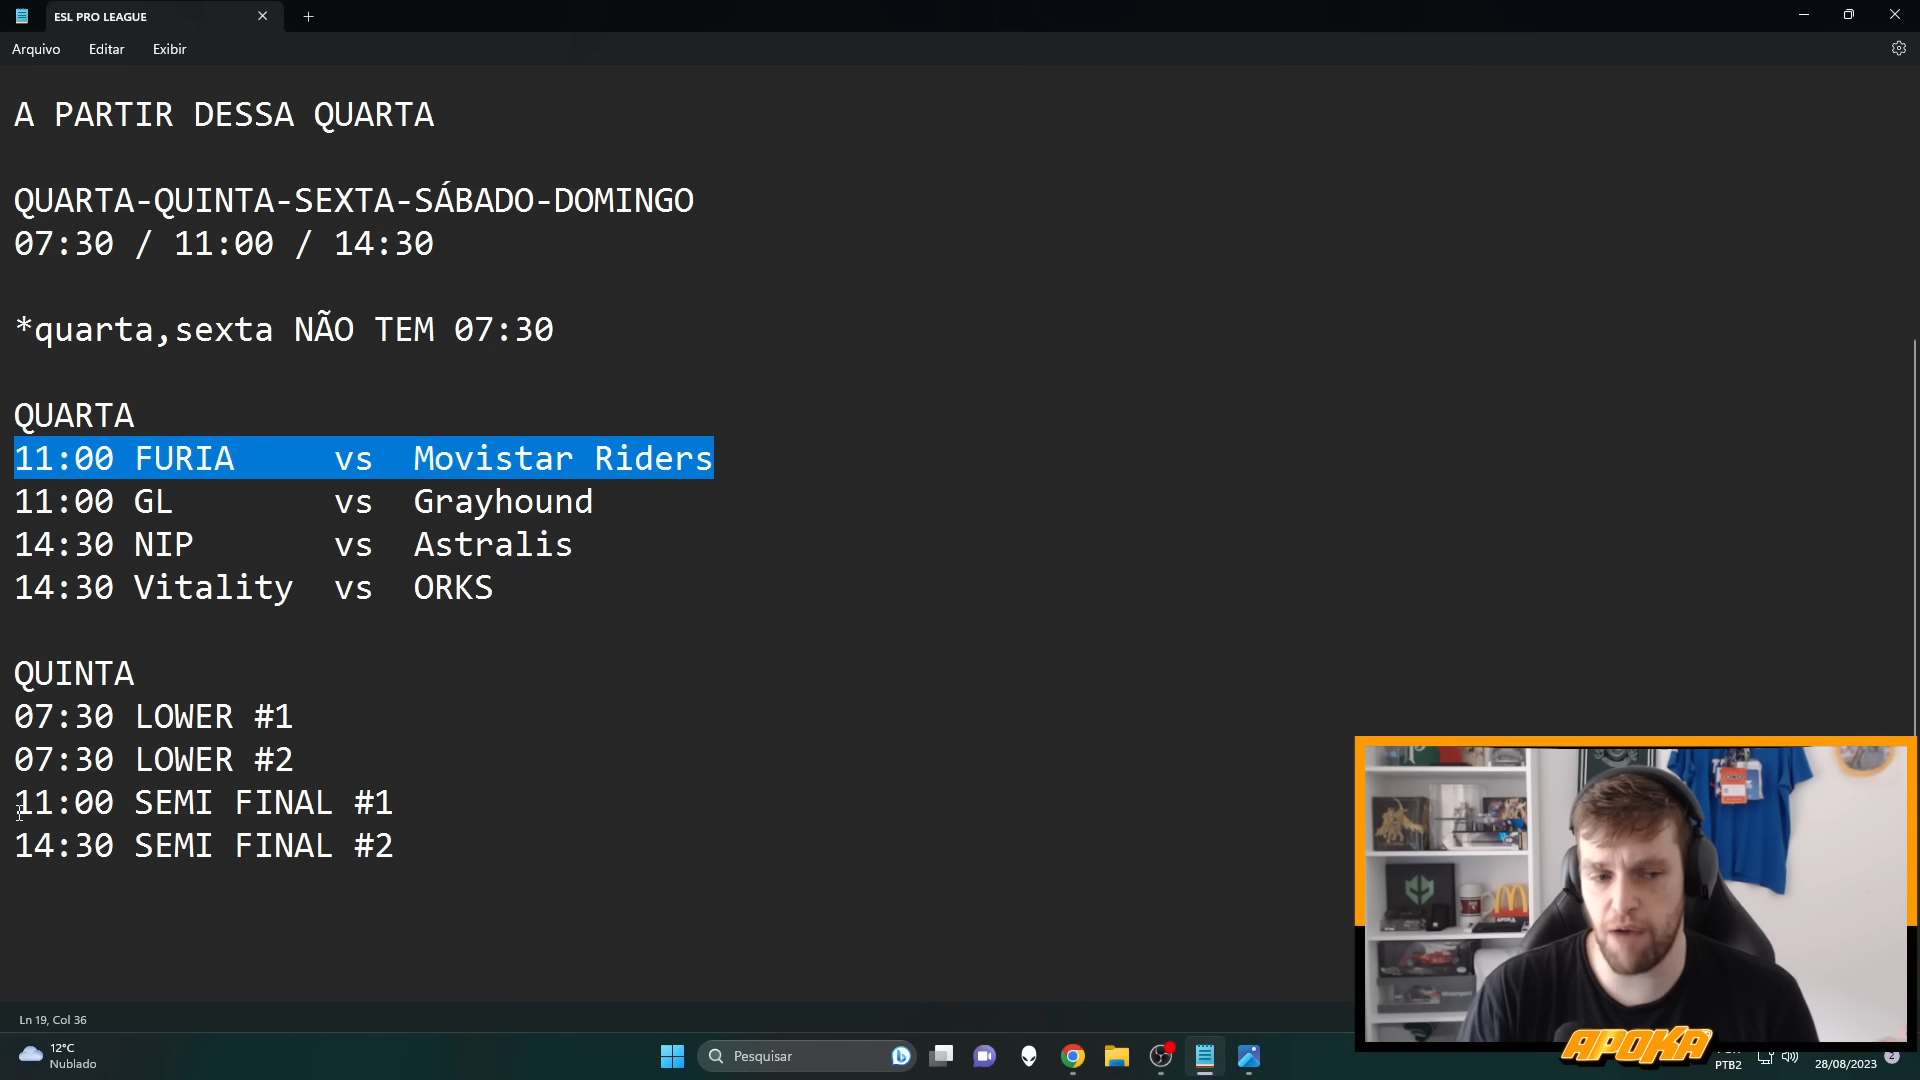 ESL PRO LEAGUE
Arquivo Editar Exibir
A PARTIR DESSA QUARTA
QUARTA-QUINTA-SEXTA-SÁBADO-DOMINGO
07:30 / 11:00 / 14:30
*quarta,sexta NÃO TEM 07:30
QUARTA
11:00 FURIA vs Movistar Riders
11:00 GL vs Grayhound
14:30 NIP vs Astralis
14:30 Vitality vs ORKS
QUINTA
07:30 LOWER #1
07:30 LOWER #2
11:00 SEMI FINAL #1
14:30 SEMI FINAL #2
Ln 19, Col 36
12°C
Nublado
Pesquisar
APOKA
PTB2
28/08/2023
2